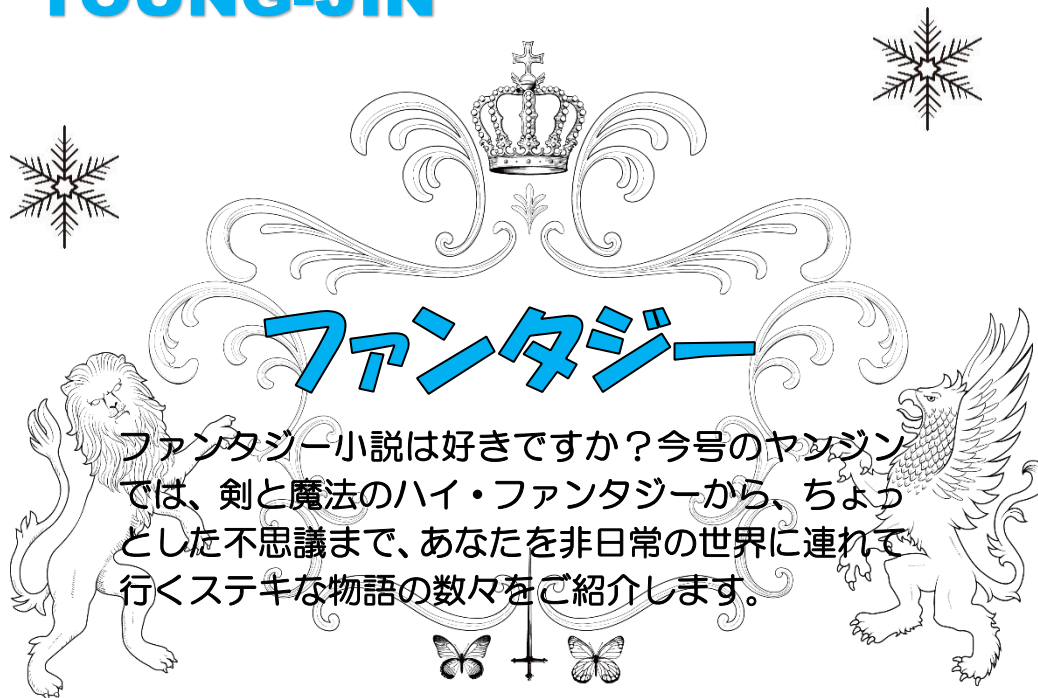 YOUNG-JIN
ファンタジー
ファンタジー小説は好きですか？今号のヤンジン
では、剣と魔法のハイ・ファンタジーから、ちょっ
とした不思議まで、あなたを非日常の世界に連れて
行くステキな物語の数々をご紹介します。